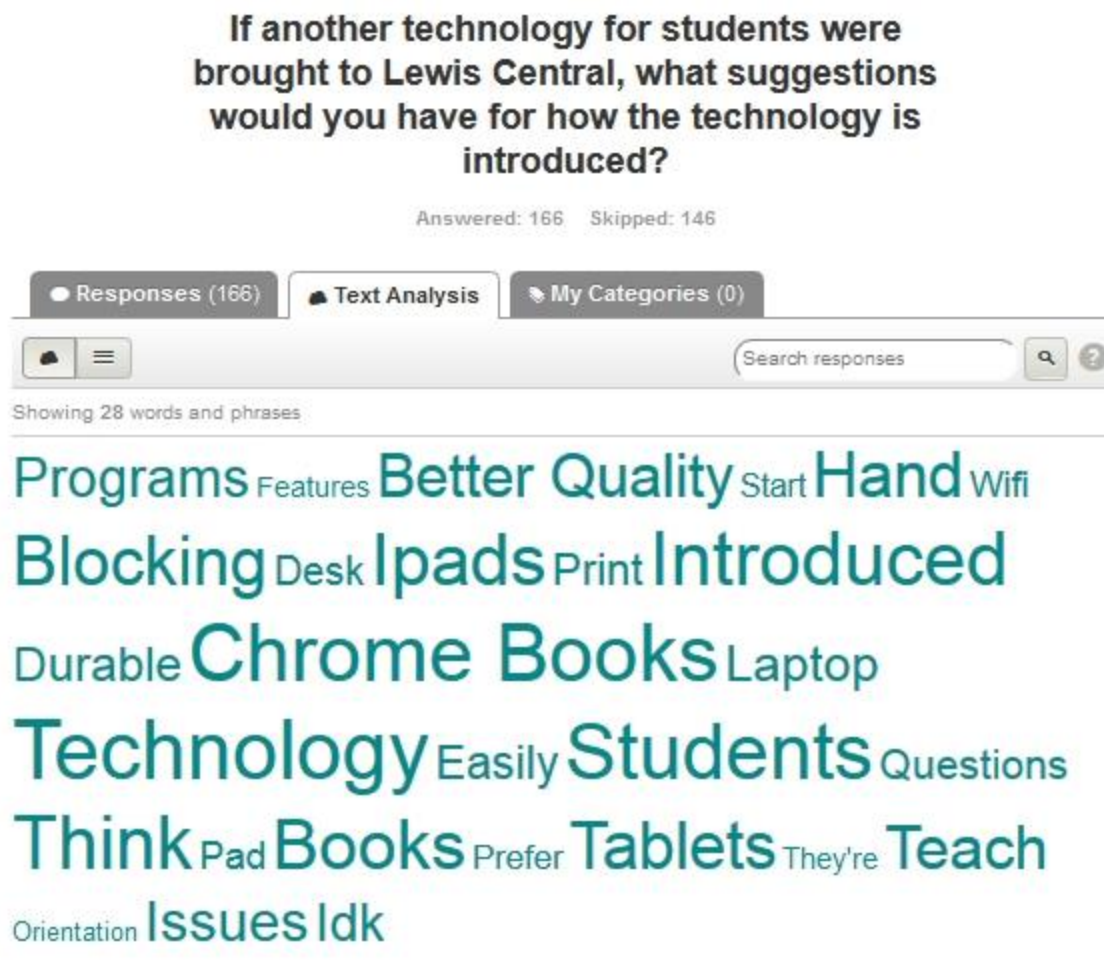 If another technology for students were
brought to Lewis Central, what suggestions
would you have for how the technology is
introduced?
Answered: 166 Skipped: 146
Responses (166) Text Analysis My Categories (0)
Search responses ?
Showing 28 words and phrases
Programs Features Better Quality Start Hand Wifi
Blocking Desk Ipads Print Introduced
Durable Chrome Books Laptop
Technology Easily Students Questions
Think Pad Books Prefer Tablets They're Teach
Orientation Issues Idk